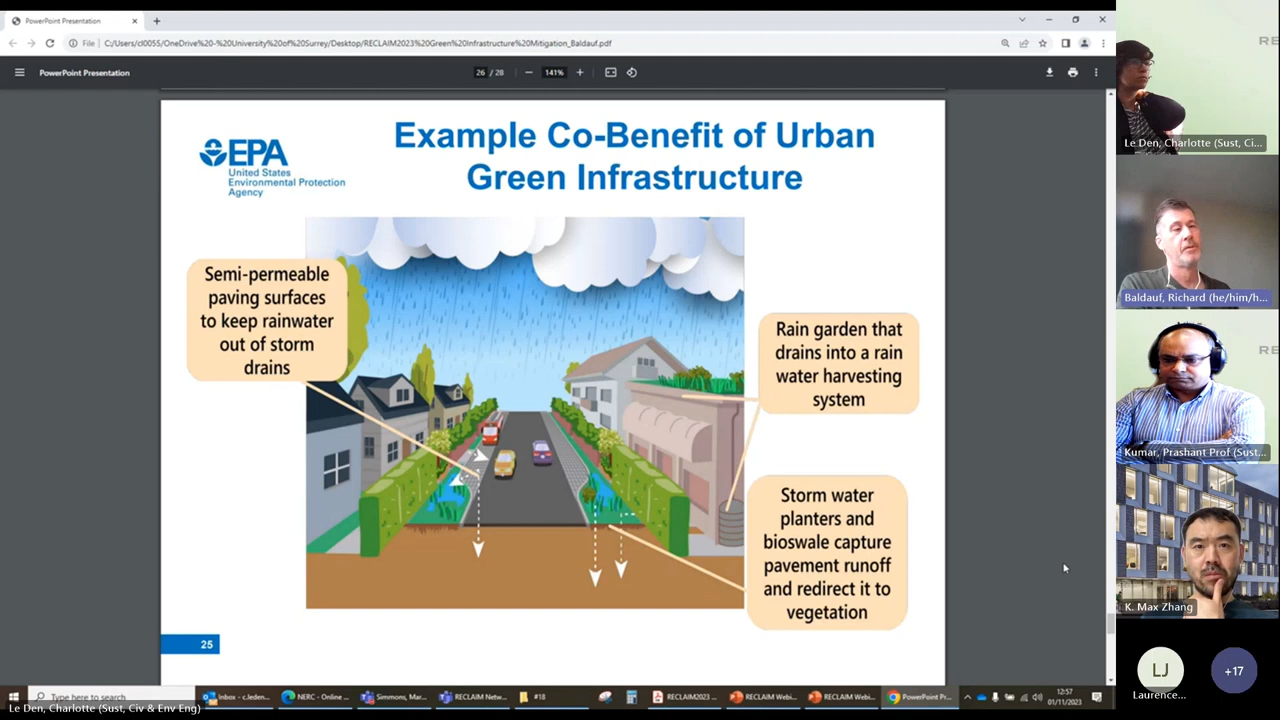 PowerPoint Presentation
File
C:/Users/cl0055/OneDrive%20-%20University%20of%20Surrey/Desktop/RECLAIM2023%20Green%20Infrastructure%20Mitigation_Baldauf.pdf
PowerPoint Presentation
26 / 28
141%
EPA
United States
Environmental Protection
Agency
Example Co-Benefit of Urban
Green Infrastructure
Semi-permeable
paving surfaces
to keep rainwater
out of storm
drains
Rain garden that
drains into a rain
water harvesting
system
Storm water
planters and
bioswale capture
pavement runoff
and redirect it to
vegetation
25
Le Den, Charlotte (Sust, Ci...
Baldauf, Richard (he/him/h...
Kumar, Prashant Prof (Sust...
K. Max Zhang
LJ
Laurence...
+17
Type here to search
Inbox - c.leden...
NERC - Online ...
Simmons, Mar...
RECLAIM Netw...
#18
RECLAIM2023 ...
RECLAIM Webi...
RECLAIM Webi...
PowerPoint Pr...
12:57
01/11/2023
Le Den, Charlotte (Sust, Civ & Env Eng)